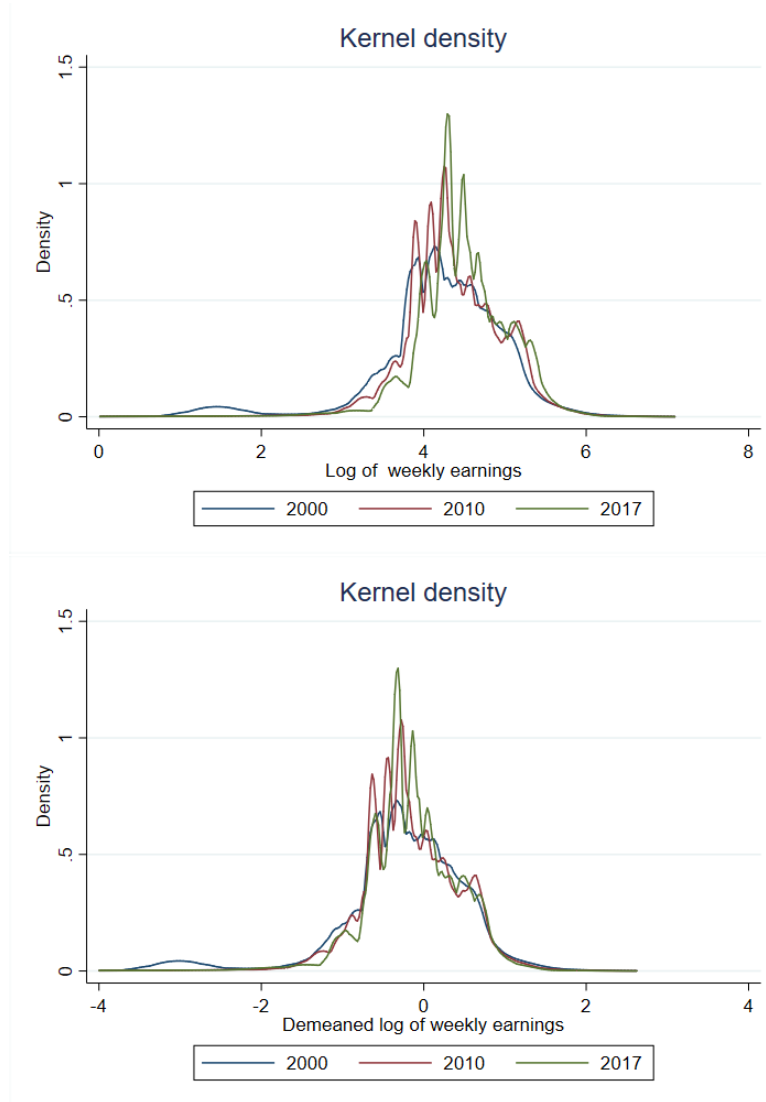 Kernel density
1.5
1
.5
0
Density
0 2 4 6 8
Log of weekly earnings
2000 2010 2017
Kernel density
1.5
1
.5
0
Density
-4 -2 0 2 4
Demeaned log of weekly earnings
2000 2010 2017